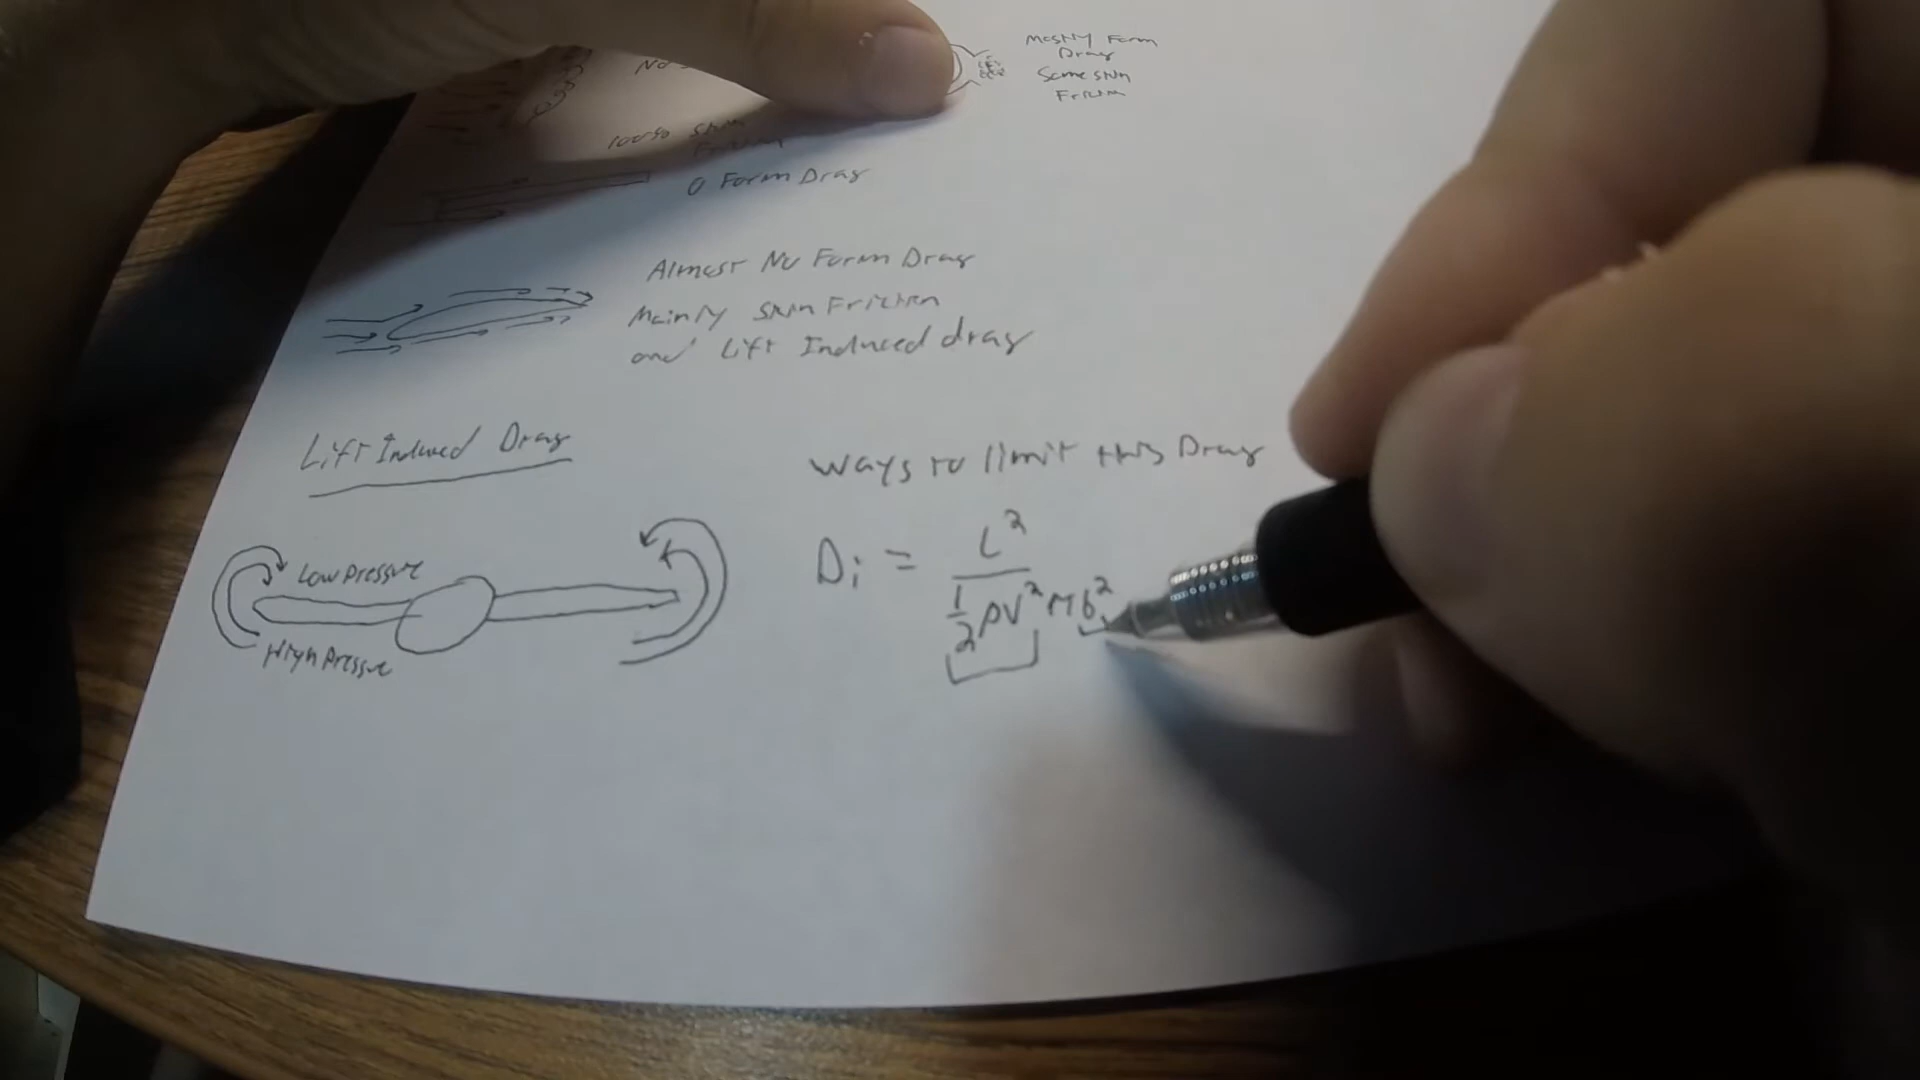 Mostly Form
Drag
Some skin
Friction
No
100% Skin
Friction
0 Form Drag
Almost No Form Drag
Mainly Skin Friction
and Lift Induced drag
Lift Induced Drag
Ways to limit this Drag
Low Pressure
High Pressure
Di = L²
½ρV²πb²